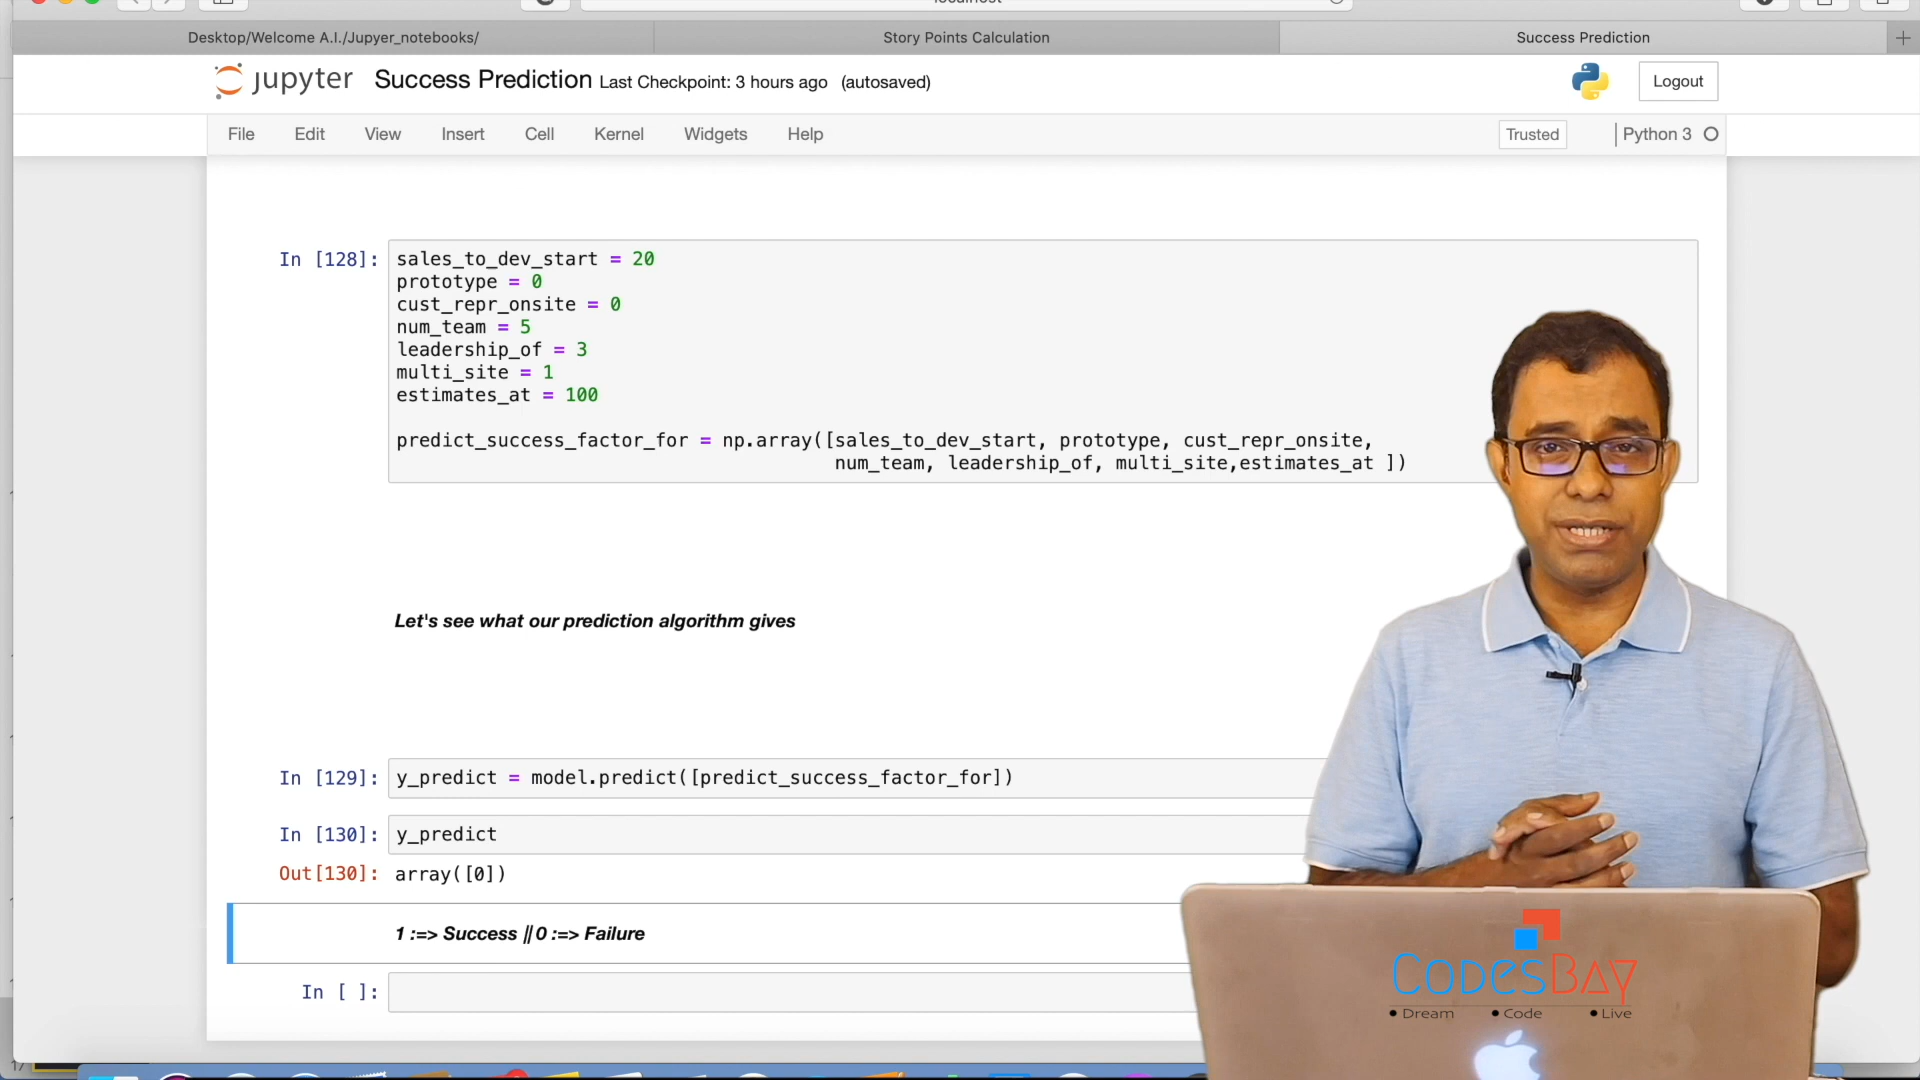 localhost
Desktop/Welcome A.I./Jupyer_notebooks/
Story Points Calculation
Success Prediction
jupyter Success Prediction Last Checkpoint: 3 hours ago (autosaved)
Logout
File Edit View Insert Cell Kernel Widgets Help
Trusted
Python 3
In [128]: sales_to_dev_start = 20
prototype = 0
cust_repr_onsite = 0
num_team = 5
leadership_of = 3
multi_site = 1
estimates_at = 100
predict_success_factor_for = np.array([sales_to_dev_start, prototype, cust_repr_onsite,
num_team, leadership_of, multi_site,estimates_at ])
Let's see what our prediction algorithm gives
In [129]: y_predict = model.predict([predict_success_factor_for])
In [130]: y_predict
Out[130]: array([0])
1 :=> Success || 0 :=> Failure
In [ ]:
CodesBay
• Dream • Code • Live
17